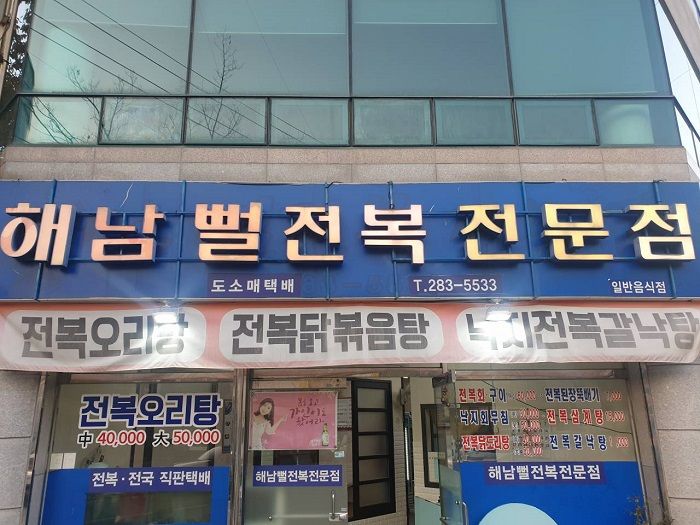 해남뻘전복전문점
도소매택배
T.283-5533
일반음식점
전복오리탕
전복닭볶음탕
낙지전복갈낙탕
전복오리탕
中 40,000 大 50,000
전복·전국 직판택배
해남뻘전복전문점
전복회 구이
낙지회무침
전복닭도리탕
전복된장뚝배기
전복삼계탕
전복갈낙탕
해남뻘전복전문점